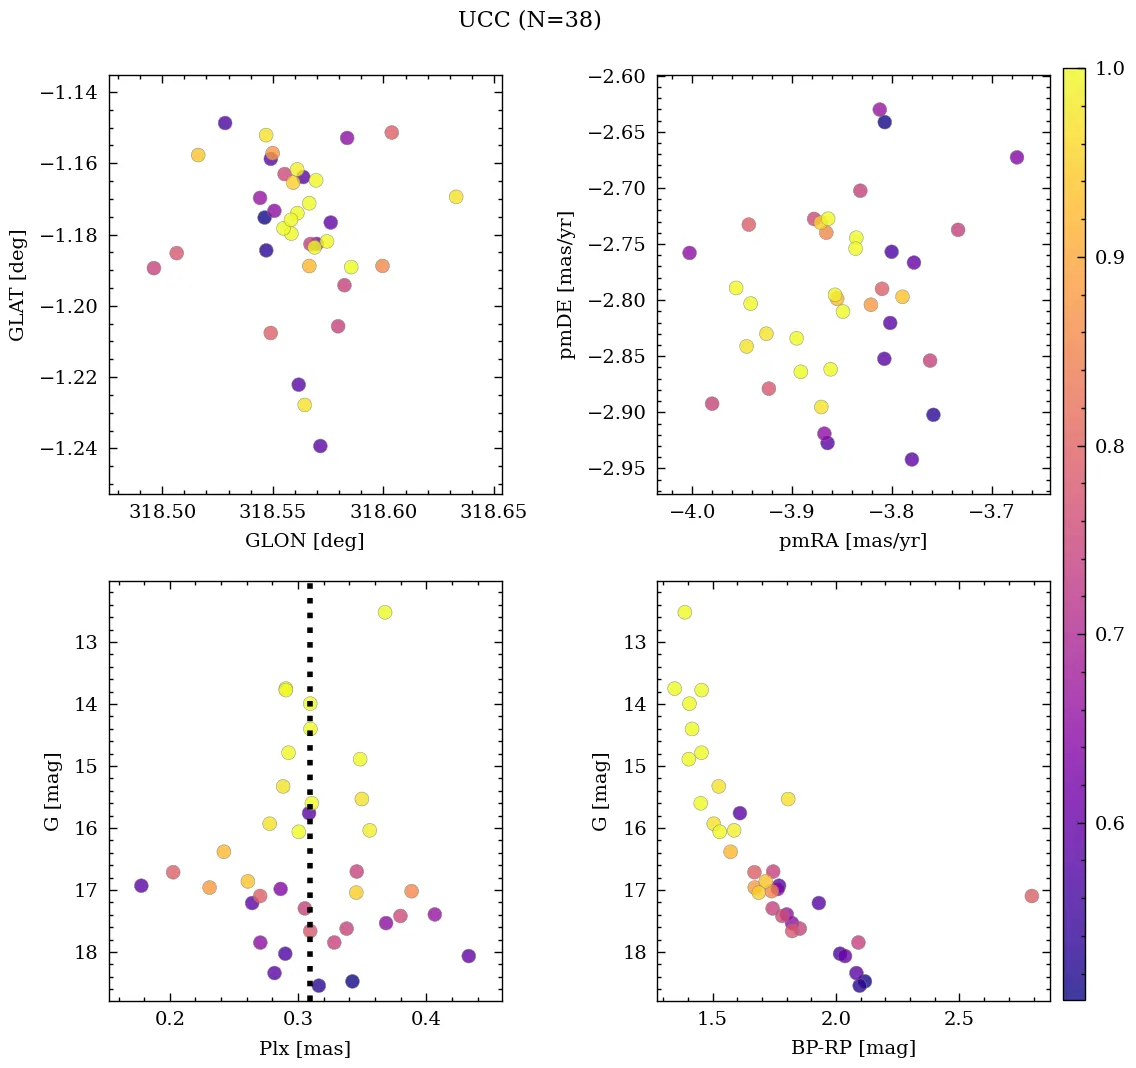 UCC (N=38)
−1.14
−1.16
−1.18
−1.20
−1.22
−1.24
GLAT [deg]
318.50 318.55 318.60 318.65
GLON [deg]
−2.60
−2.65
−2.70
−2.75
−2.80
−2.85
−2.90
−2.95
pmDE [mas/yr]
−4.0 −3.9 −3.8 −3.7
pmRA [mas/yr]
13
14
15
16
17
18
G [mag]
0.2 0.3 0.4
Plx [mas]
13
14
15
16
17
18
G [mag]
1.5 2.0 2.5
BP-RP [mag]
1.0
0.9
0.8
0.7
0.6